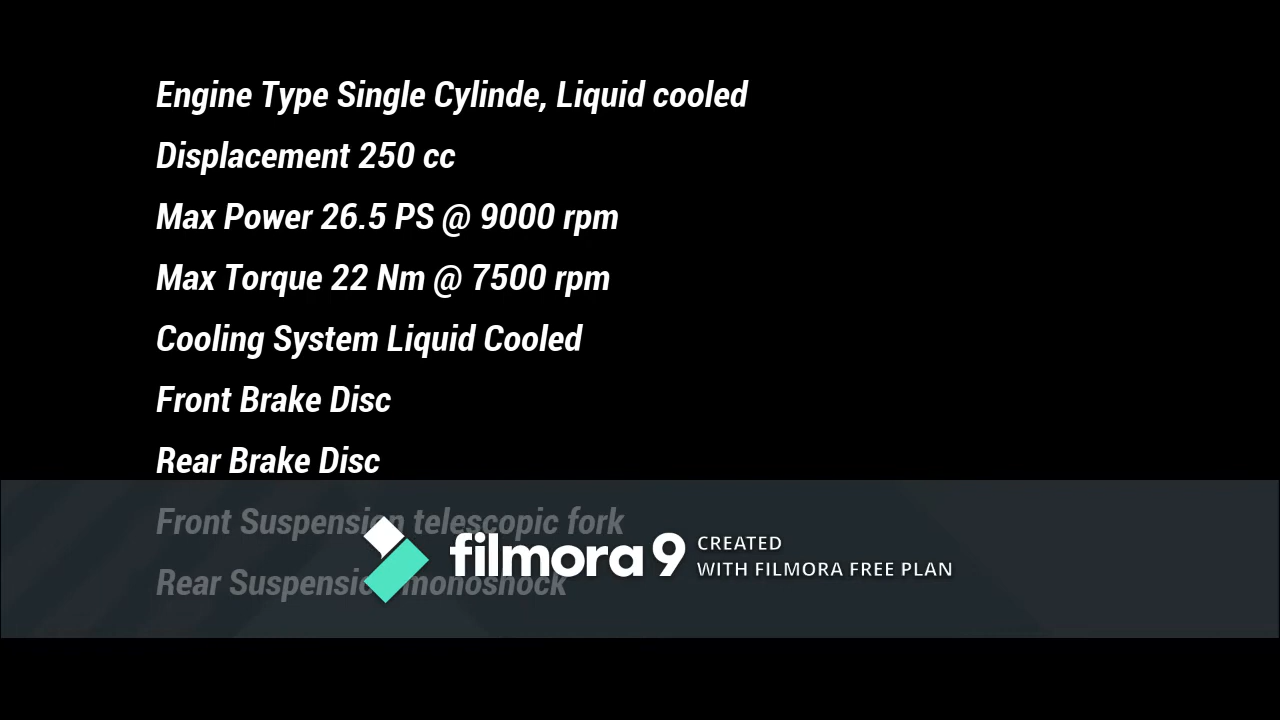 Engine Type Single Cylinde, Liquid cooled
Displacement 250 cc
Max Power 26.5 PS @ 9000 rpm
Max Torque 22 Nm @ 7500 rpm
Cooling System Liquid Cooled
Front Brake Disc
Rear Brake Disc
Front Suspension telescopic fork
Rear Suspension monoshock
filmora 9 CREATED
WITH FILMORA FREE PLAN